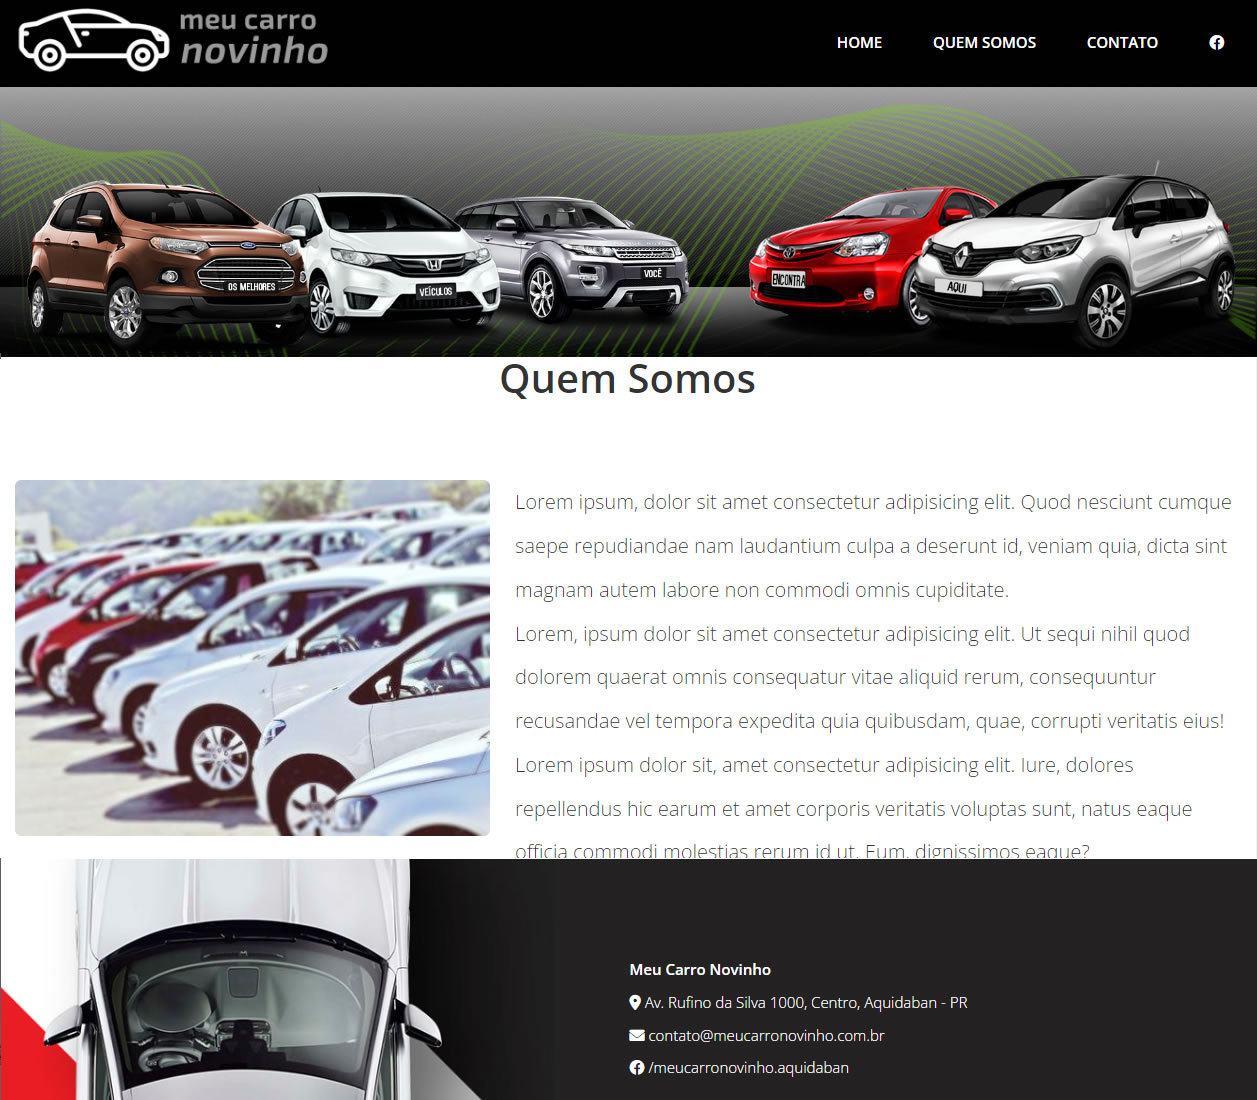 meu carro
novinho
HOME QUEM SOMOS CONTATO
OS MELHORES VEÍCULOS VOCÊ ENCONTRA AQUI
Quem Somos
Lorem ipsum, dolor sit amet consectetur adipisicing elit. Quod nesciunt cumque
saepe repudiandae nam laudantium culpa a deserunt id, veniam quia, dicta sint
magnam autem labore non commodi omnis cupiditate.
Lorem, ipsum dolor sit amet consectetur adipisicing elit. Ut sequi nihil quod
dolorem quaerat omnis consequatur vitae aliquid rerum, consequuntur
recusandae vel tempora expedita quia quibusdam, quae, corrupti veritatis eius!
Lorem ipsum dolor sit, amet consectetur adipisicing elit. Iure, dolores
repellendus hic earum et amet corporis veritatis voluptas sunt, natus eaque
officia commodi molestias rerum id ut. Eum, dignissimos eaque?
Meu Carro Novinho
Av. Rufino da Silva 1000, Centro, Aquidaban - PR
contato@meucarronovinho.com.br
/meucarronovinho.aquidaban